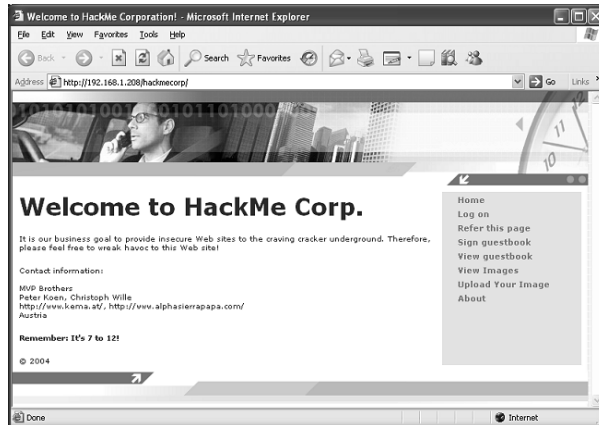 Welcome to HackMe Corporation! - Microsoft Internet Explorer
File Edit View Favorites Tools Help
Back Search Favorites
Address http://192.168.1.208/hackmecorp/ Go Links
Welcome to HackMe Corp.
It is our business goal to provide insecure Web sites to the craving cracker underground. Therefore,
please feel free to wreak havoc to this Web site!
Contact information:
MVP Brothers
Peter Koen, Christoph Wille
http://www.kema.at/, http://www.alphasierrapapa.com/
Austria
Remember: It's 7 to 12!
© 2004
Home
Log on
Refer this page
Sign guestbook
View guestbook
View Images
Upload Your Image
About
11
10
Done Internet